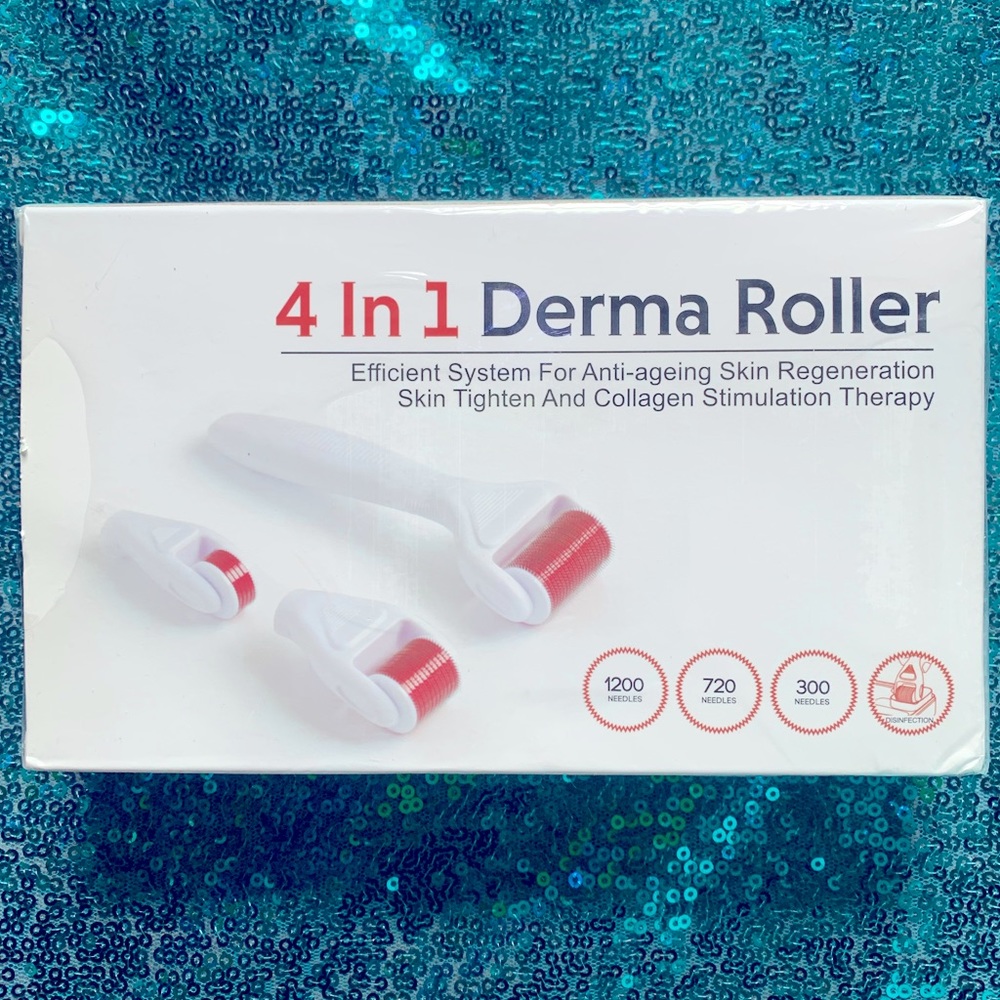 4 In 1 Derma Roller
Efficient System For Anti-ageing Skin Regeneration
Skin Tighten And Collagen Stimulation Therapy
1200
NEEDLES
720
NEEDLES
300
NEEDLES
DISINFECTION